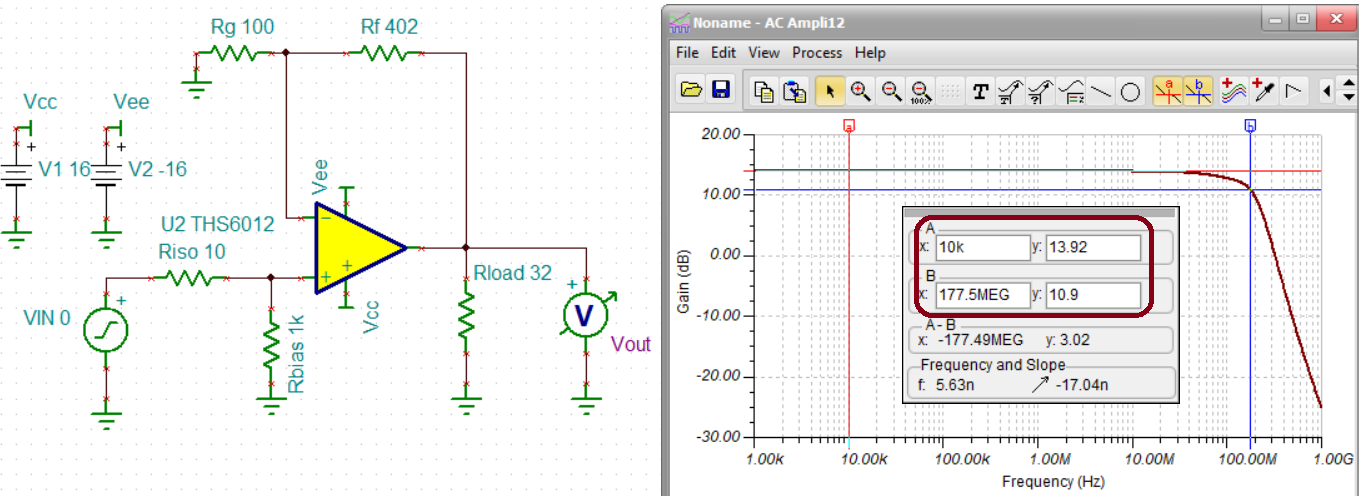 Rg 100
Rf 402
Vcc
Vee
+
+
V1 16
V2 -16
Vee
U2 THS6012
Riso 10
−
+
+
Vcc
Rload 32
+
V
Vout
VIN 0
+
Rbias 1k
Noname - AC Ampli12
File Edit View Process Help
100%
T
a
b
a
b
20.00
10.00
0.00
-10.00
-20.00
-30.00
Gain (dB)
A
x: 10k y: 13.92
B
x: 177.5MEG y: 10.9
A - B
x: -177.49MEG y: 3.02
Frequency and Slope
f: 5.63n -17.04n
1.00k 10.00k 100.00k 1.00M 10.00M 100.00M 1.00G
Frequency (Hz)